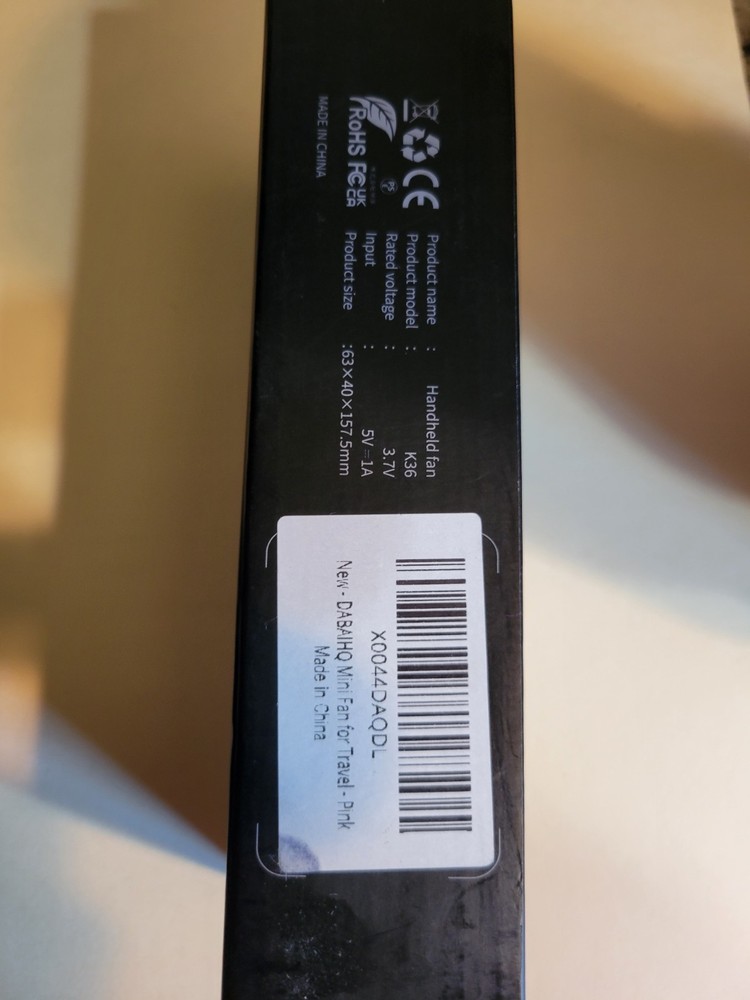 CE
PS
E
RoHS FC UK
CA
MADE IN CHINA
Product name : Handheld fan
Product model : K36
Rated voltage : 3.7V
Input : 5V⎓1A
Product size :63×40×157.5mm
X0044DAQDL
New - DABAIHQ Mini Fan for Travel - Pink
Made in China